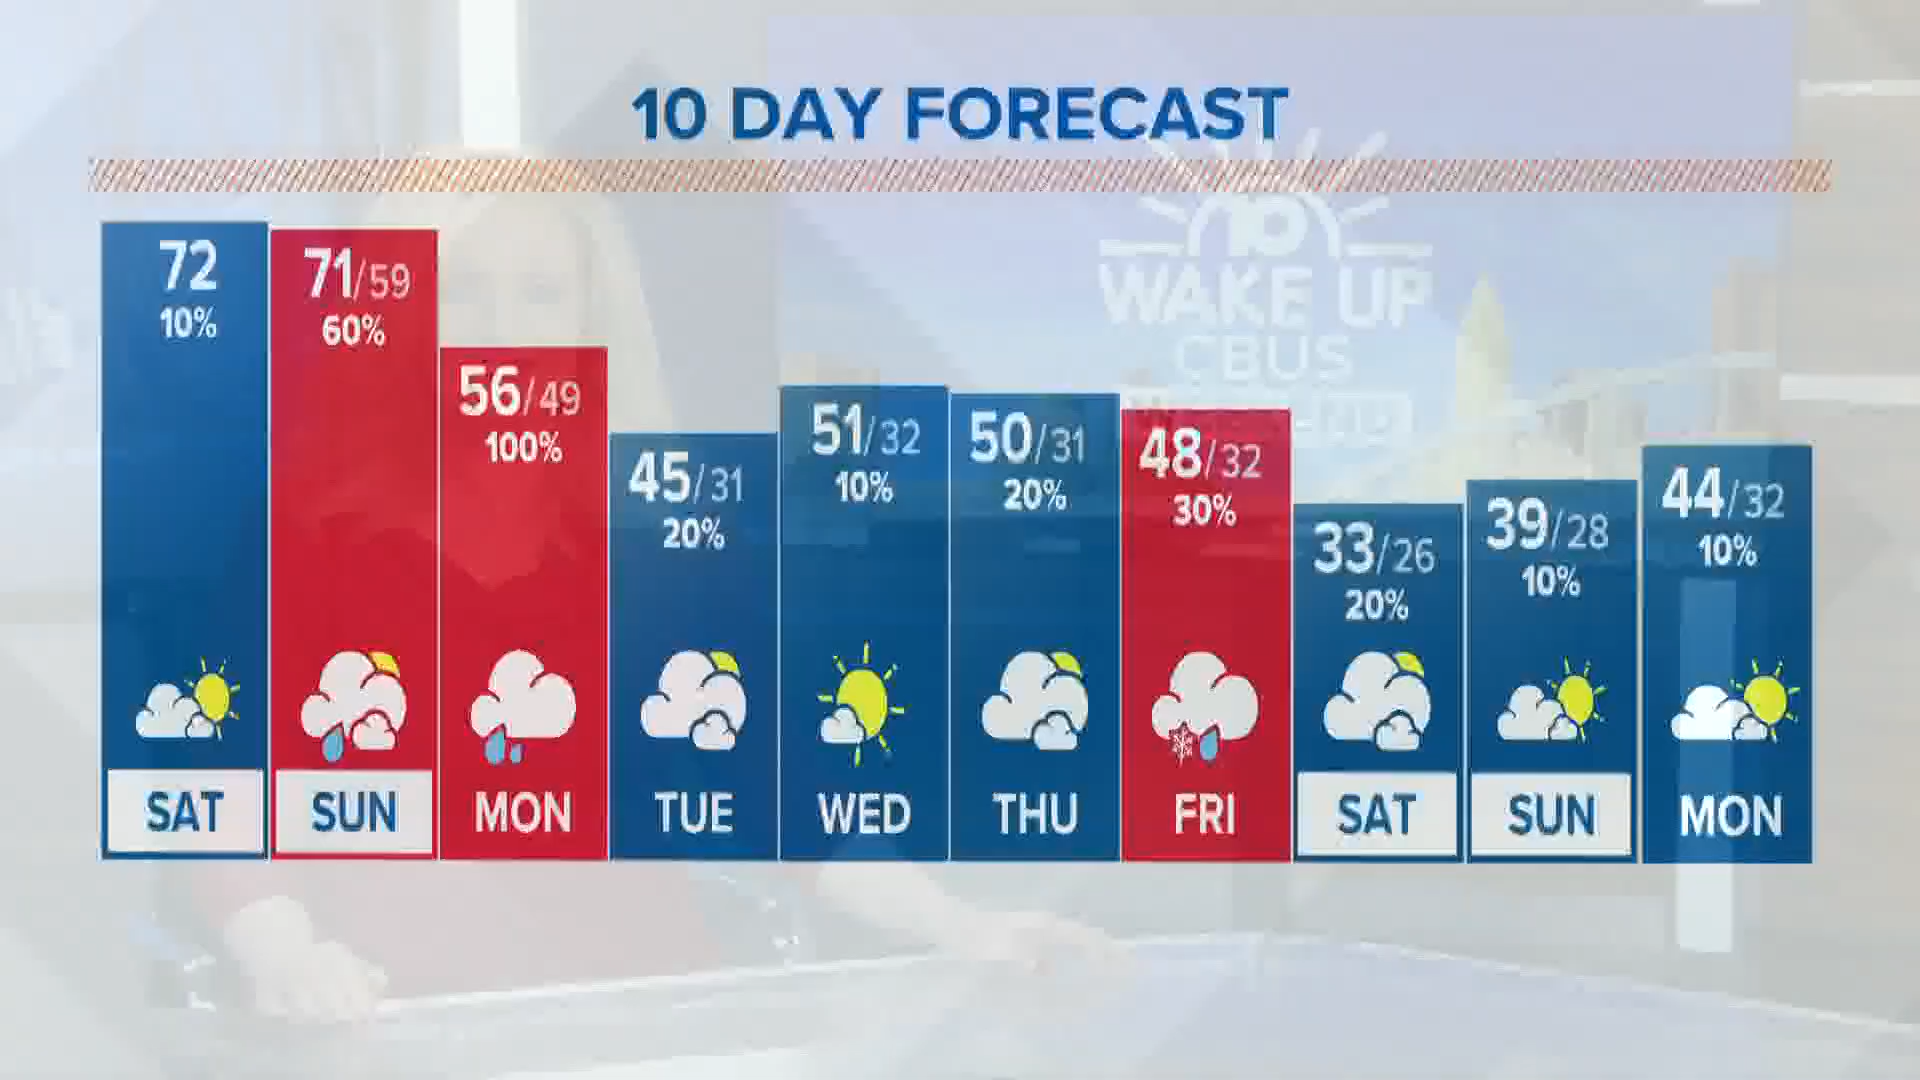 10 DAY FORECAST
10
WAKE UP
CBUS
72
10%
SAT
71/59
60%
SUN
56/49
100%
MON
45/31
20%
TUE
51/32
10%
WED
50/31
20%
THU
48/32
30%
FRI
33/26
20%
SAT
39/28
10%
SUN
44/32
10%
MON